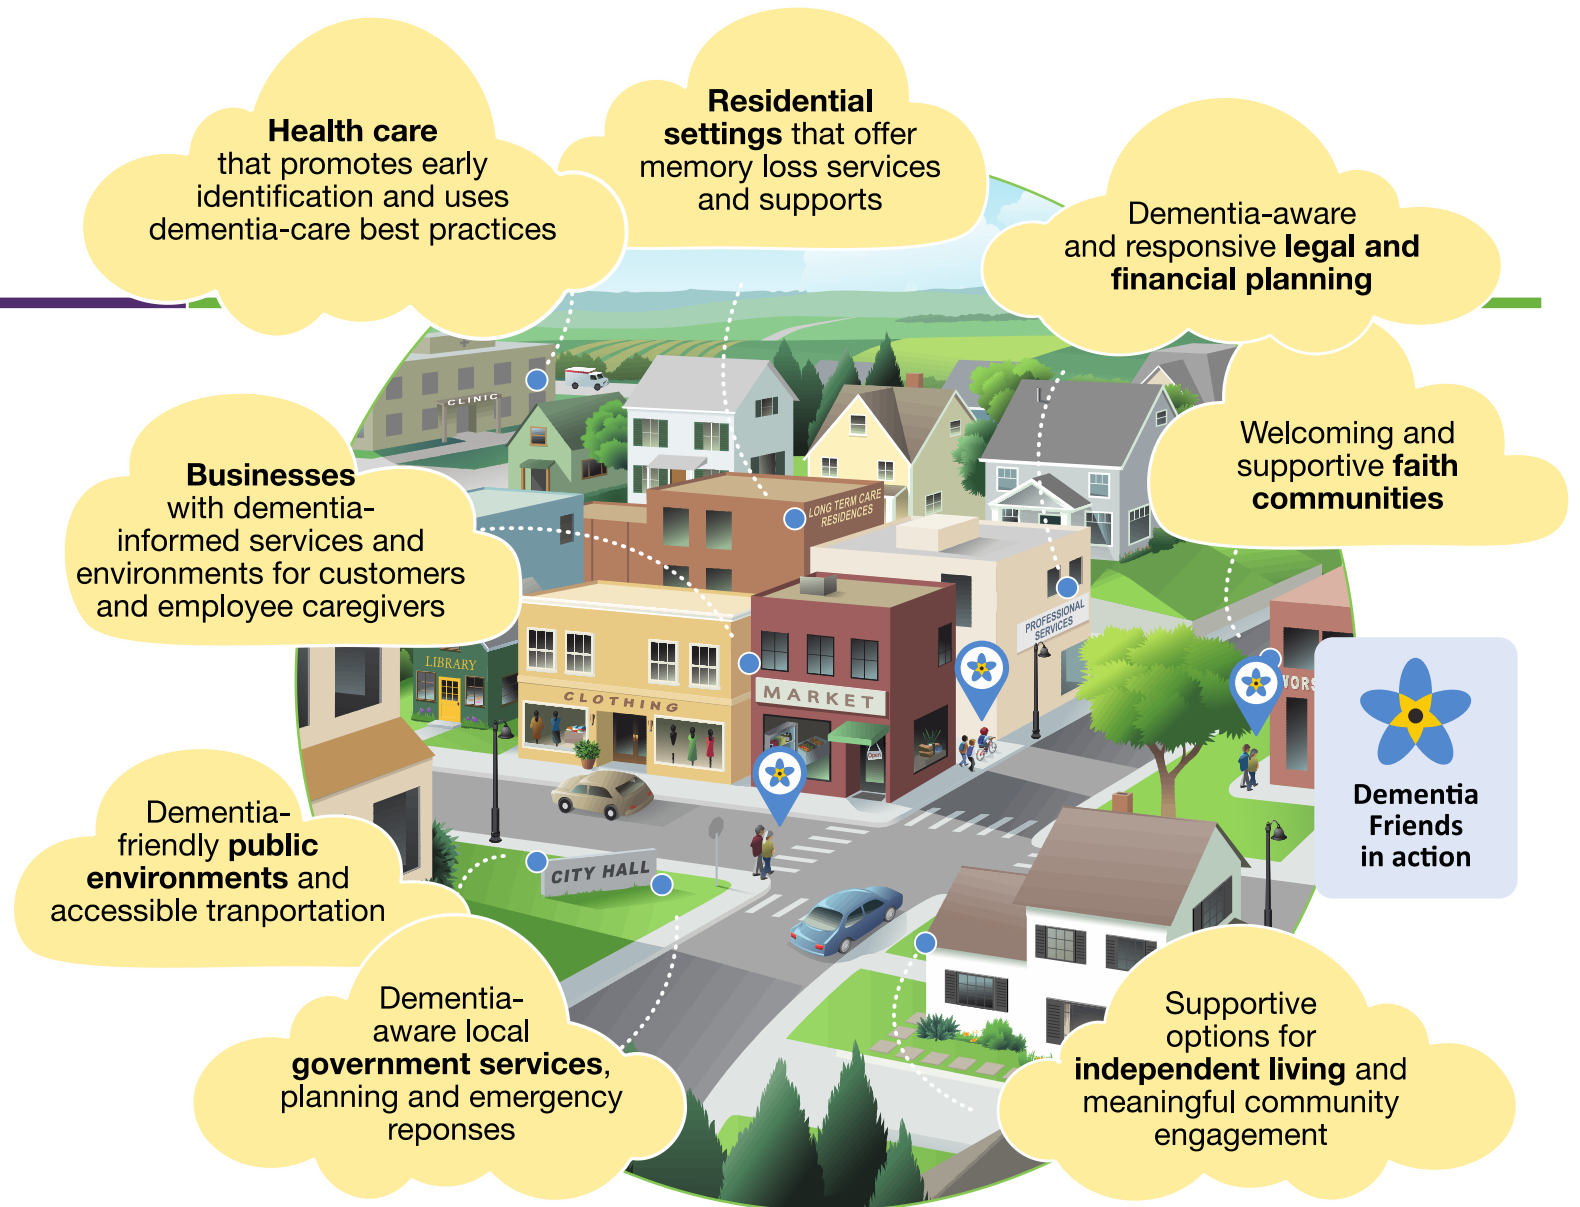 Health care
that promotes early
identification and uses
dementia-care best practices
Residential
settings that offer
memory loss services
and supports
Dementia-aware
and responsive legal and
financial planning
Welcoming and
supportive faith
communities
Businesses
with dementia-
informed services and
environments for customers
and employee caregivers
CLINIC
LONG TERM CARE
RESIDENCES
PROFESSIONAL
SERVICES
LIBRARY
CLOTHING
MARKET
Open
WORS
Dementia
Friends
in action
Dementia-
friendly public
environments and
accessible tranportation
CITY HALL
Dementia-
aware local
government services,
planning and emergency
reponses
Supportive
options for
independent living and
meaningful community
engagement